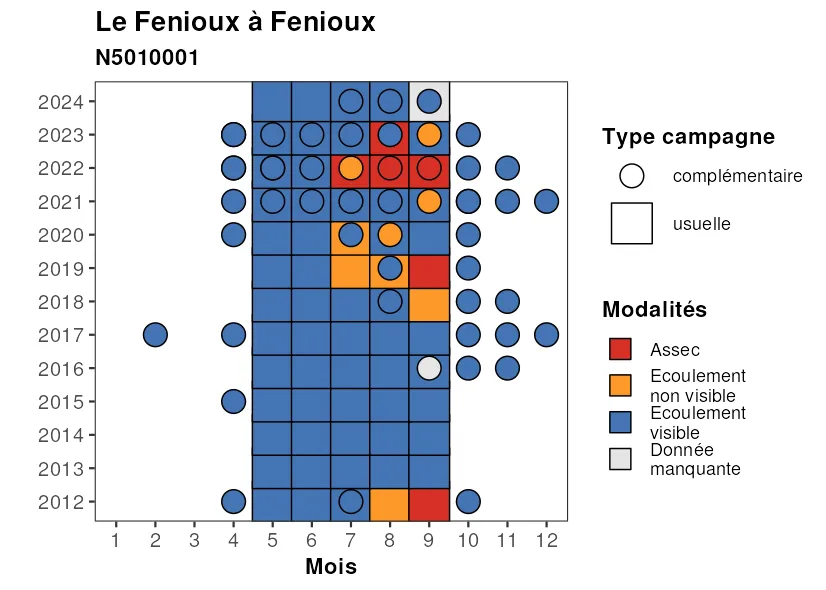 Le Fenioux à Fenioux
N5010001
2024
2023
2022
2021
2020
2019
2018
2017
2016
2015
2014
2013
2012
1 2 3 4 5 6 7 8 9 10 11 12
Mois
Type campagne
complémentaire
usuelle
Modalités
Assec
Ecoulement
non visible
Ecoulement
visible
Donnée
manquante